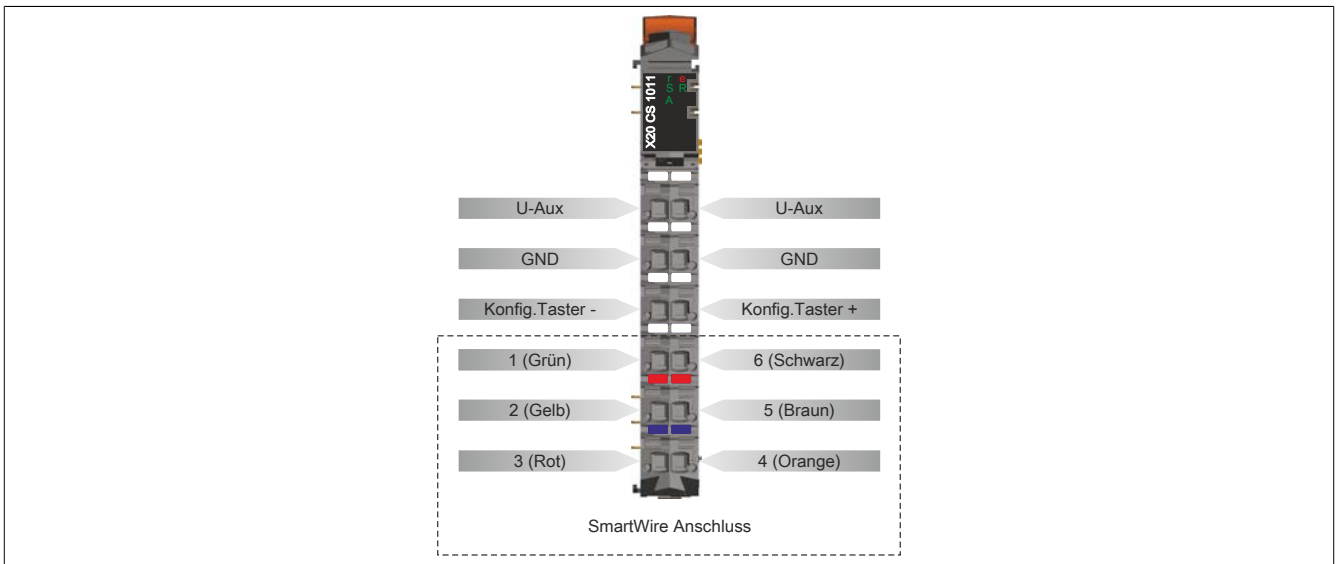 X20 CS 1011
r e
S R
A
U-Aux U-Aux
GND GND
Konfig.Taster - Konfig.Taster +
1 (Grün) 6 (Schwarz)
2 (Gelb) 5 (Braun)
3 (Rot) 4 (Orange)
SmartWire Anschluss